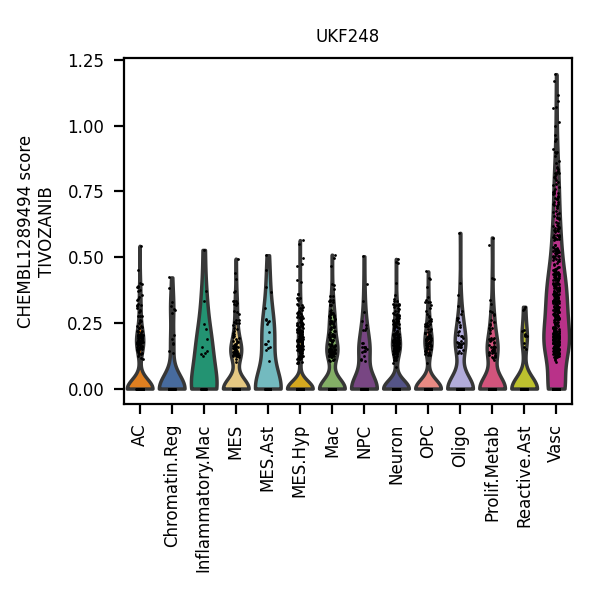 UKF248
CHEMBL1289494 score
TIVOZANIB
1.25
1.00
0.75
0.50
0.25
0.00
AC
Chromatin.Reg
Inflammatory.Mac
MES
MES.Ast
MES.Hyp
Mac
NPC
Neuron
OPC
Oligo
Prolif.Metab
Reactive.Ast
Vasc